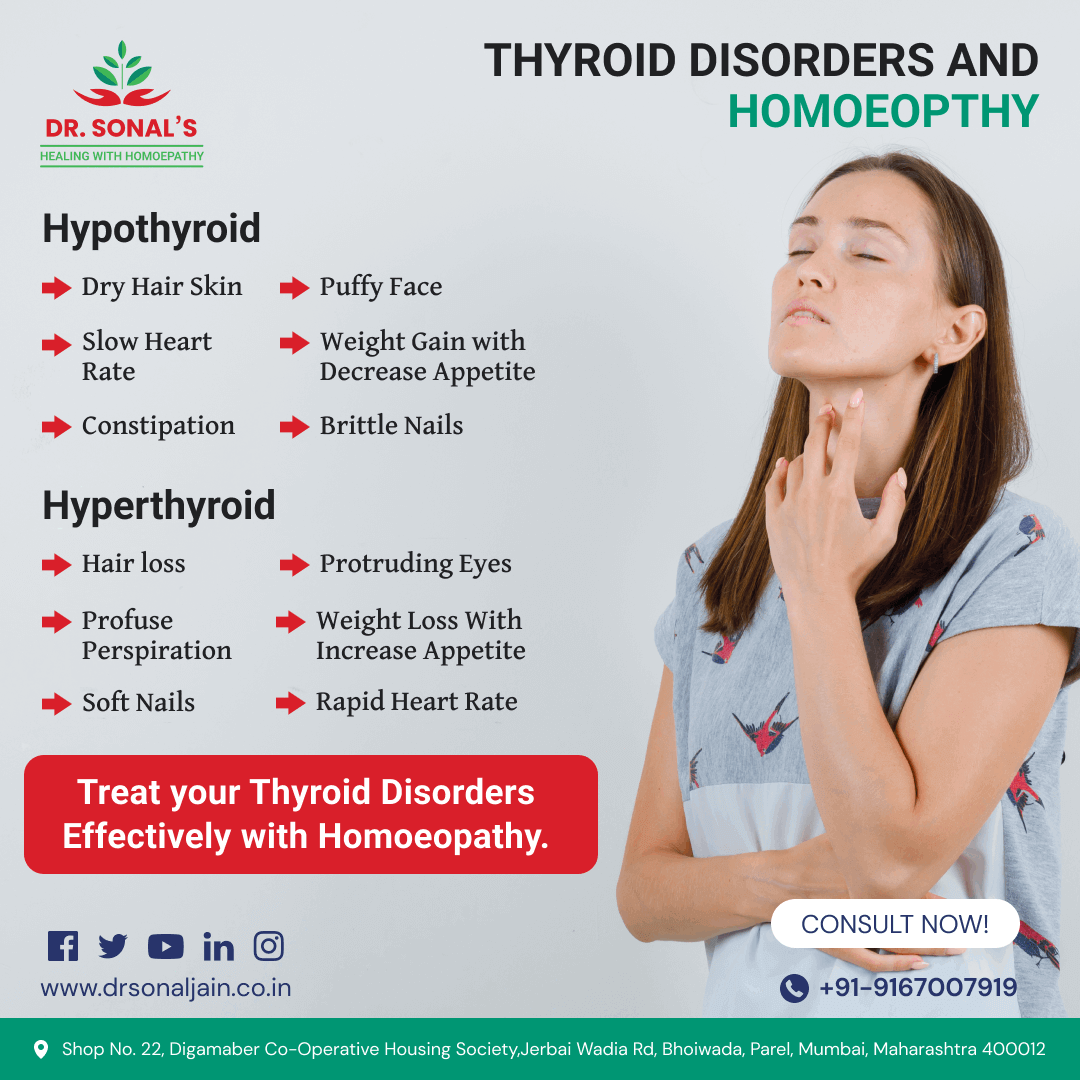 DR. SONAL'S
HEALING WITH HOMOEPATHY
THYROID DISORDERS AND
HOMOEOPTHY
Hypothyroid
Dry Hair Skin
Puffy Face
Slow Heart
Rate
Weight Gain with
Decrease Appetite
Constipation
Brittle Nails
Hyperthyroid
Hair loss
Protruding Eyes
Profuse
Perspiration
Weight Loss With
Increase Appetite
Soft Nails
Rapid Heart Rate
Treat your Thyroid Disorders
Effectively with Homoeopathy.
CONSULT NOW!
www.drsonaljain.co.in
+91-9167007919
Shop No. 22, Digamaber Co-Operative Housing Society,Jerbai Wadia Rd, Bhoiwada, Parel, Mumbai, Maharashtra 400012